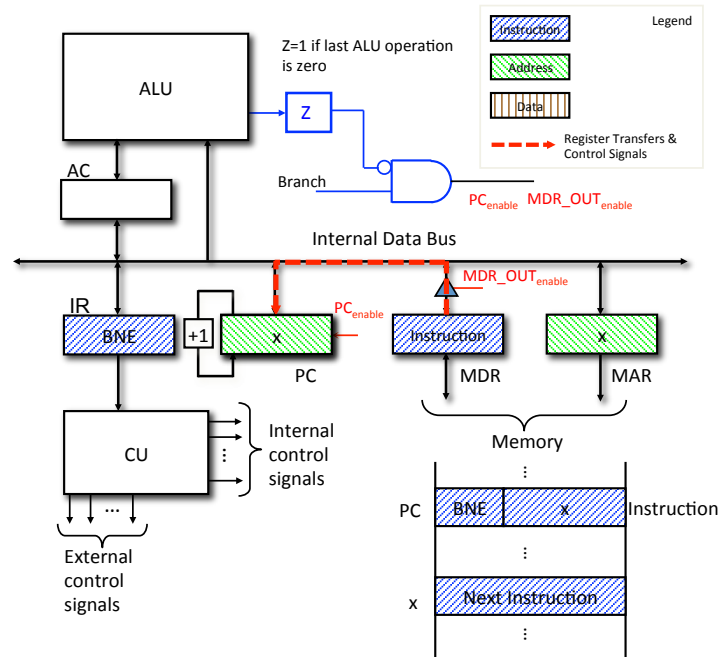 Legend
Instruction
Address
Data
Register Transfers &
Control Signals
Z=1 if last ALU operation
is zero
ALU
Z
AC
Branch
PCenable MDR_OUTenable
Internal Data Bus
MDR_OUTenable
IR
BNE
+1
x
PCenable
Instruction
x
PC
MDR
MAR
CU
Internal
control
signals
...
...
External
control
signals
Memory
...
PC
BNE
x
Instruction
...
x
Next Instruction
...